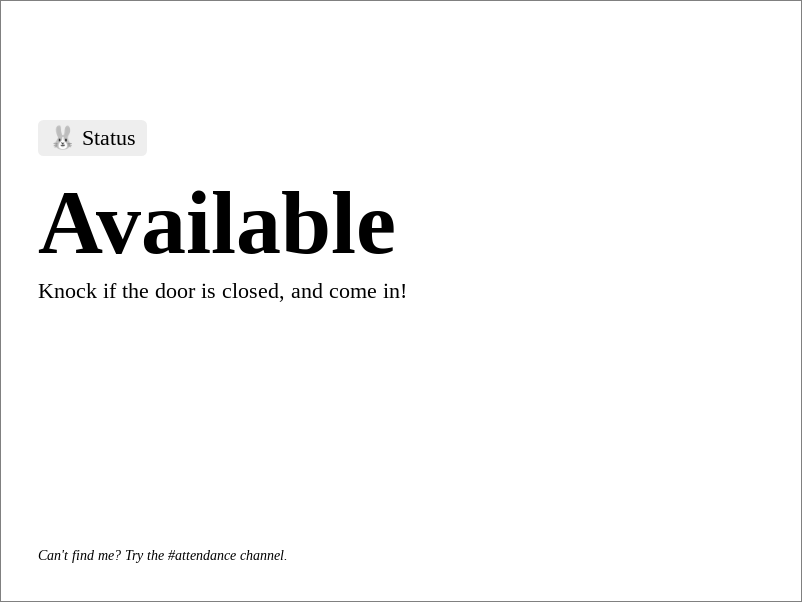 🐰 Status
Available
Knock if the door is closed, and come in!
Can't find me? Try the #attendance channel.